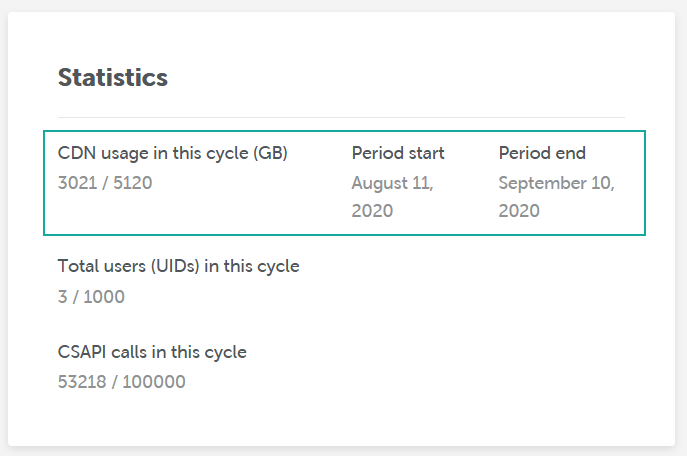 Statistics
CDN usage in this cycle (GB)
3021 / 5120
Period start
August 11,
2020
Period end
September 10,
2020
Total users (UIDs) in this cycle
3 / 1000
CSAPI calls in this cycle
53218 / 100000